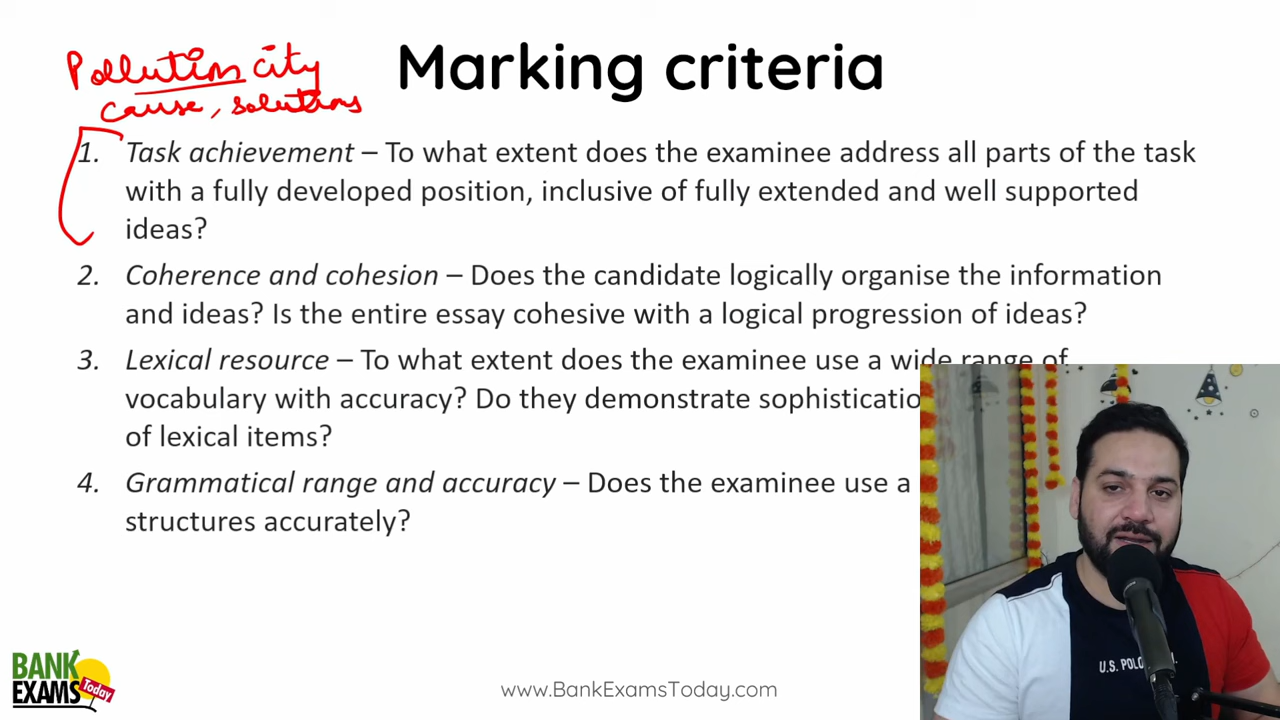 Marking criteria
Pollution city
cause, solutions
1. Task achievement – To what extent does the examinee address all parts of the task
with a fully developed position, inclusive of fully extended and well supported
ideas?
2. Coherence and cohesion – Does the candidate logically organise the information
and ideas? Is the entire essay cohesive with a logical progression of ideas?
3. Lexical resource – To what extent does the examinee use a wide range of
vocabulary with accuracy? Do they demonstrate
of lexical items?
4. Grammatical range and accuracy – Does the examinee use a
structures accurately?
U.S. POLO
BANK
EXAMS
Today
www.BankExamsToday.com